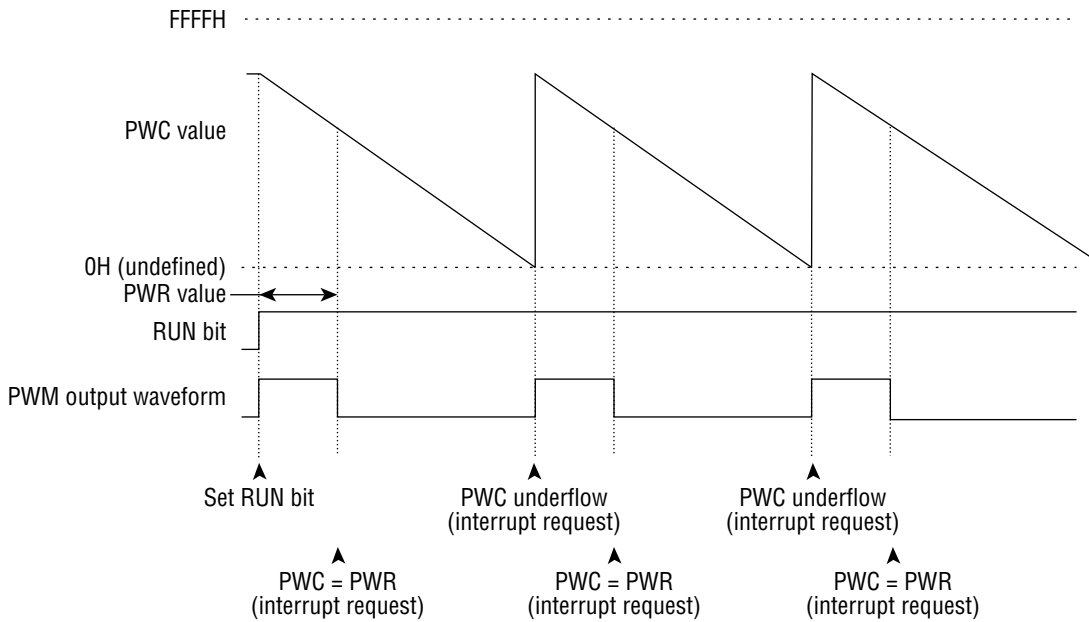 FFFFH
PWC value
0H (undefined)
PWR value
RUN bit
PWM output waveform
Set RUN bit
PWC underflow
(interrupt request)
PWC underflow
(interrupt request)
PWC = PWR
(interrupt request)
PWC = PWR
(interrupt request)
PWC = PWR
(interrupt request)